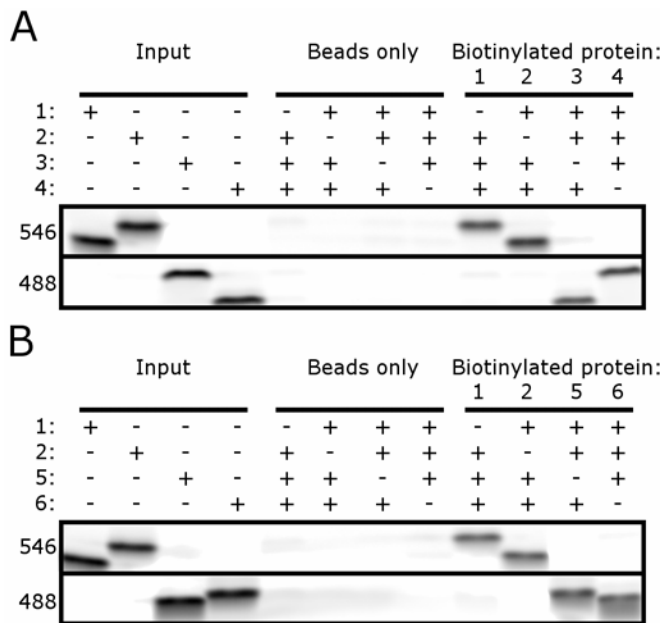 A
Input Beads only Biotinylated protein:
1 2 3 4
1: + - - - - + + + - + + +
2: - + - - + - + + + - + +
3: - - + - + + - + + + - +
4: - - - + + + + - + + + -
546
488
B
Input Beads only Biotinylated protein:
1 2 5 6
1: + - - - - + + + - + + +
2: - + - - + - + + + - + +
5: - - + - + + - + + + - +
6: - - - + + + + - + + + -
546
488